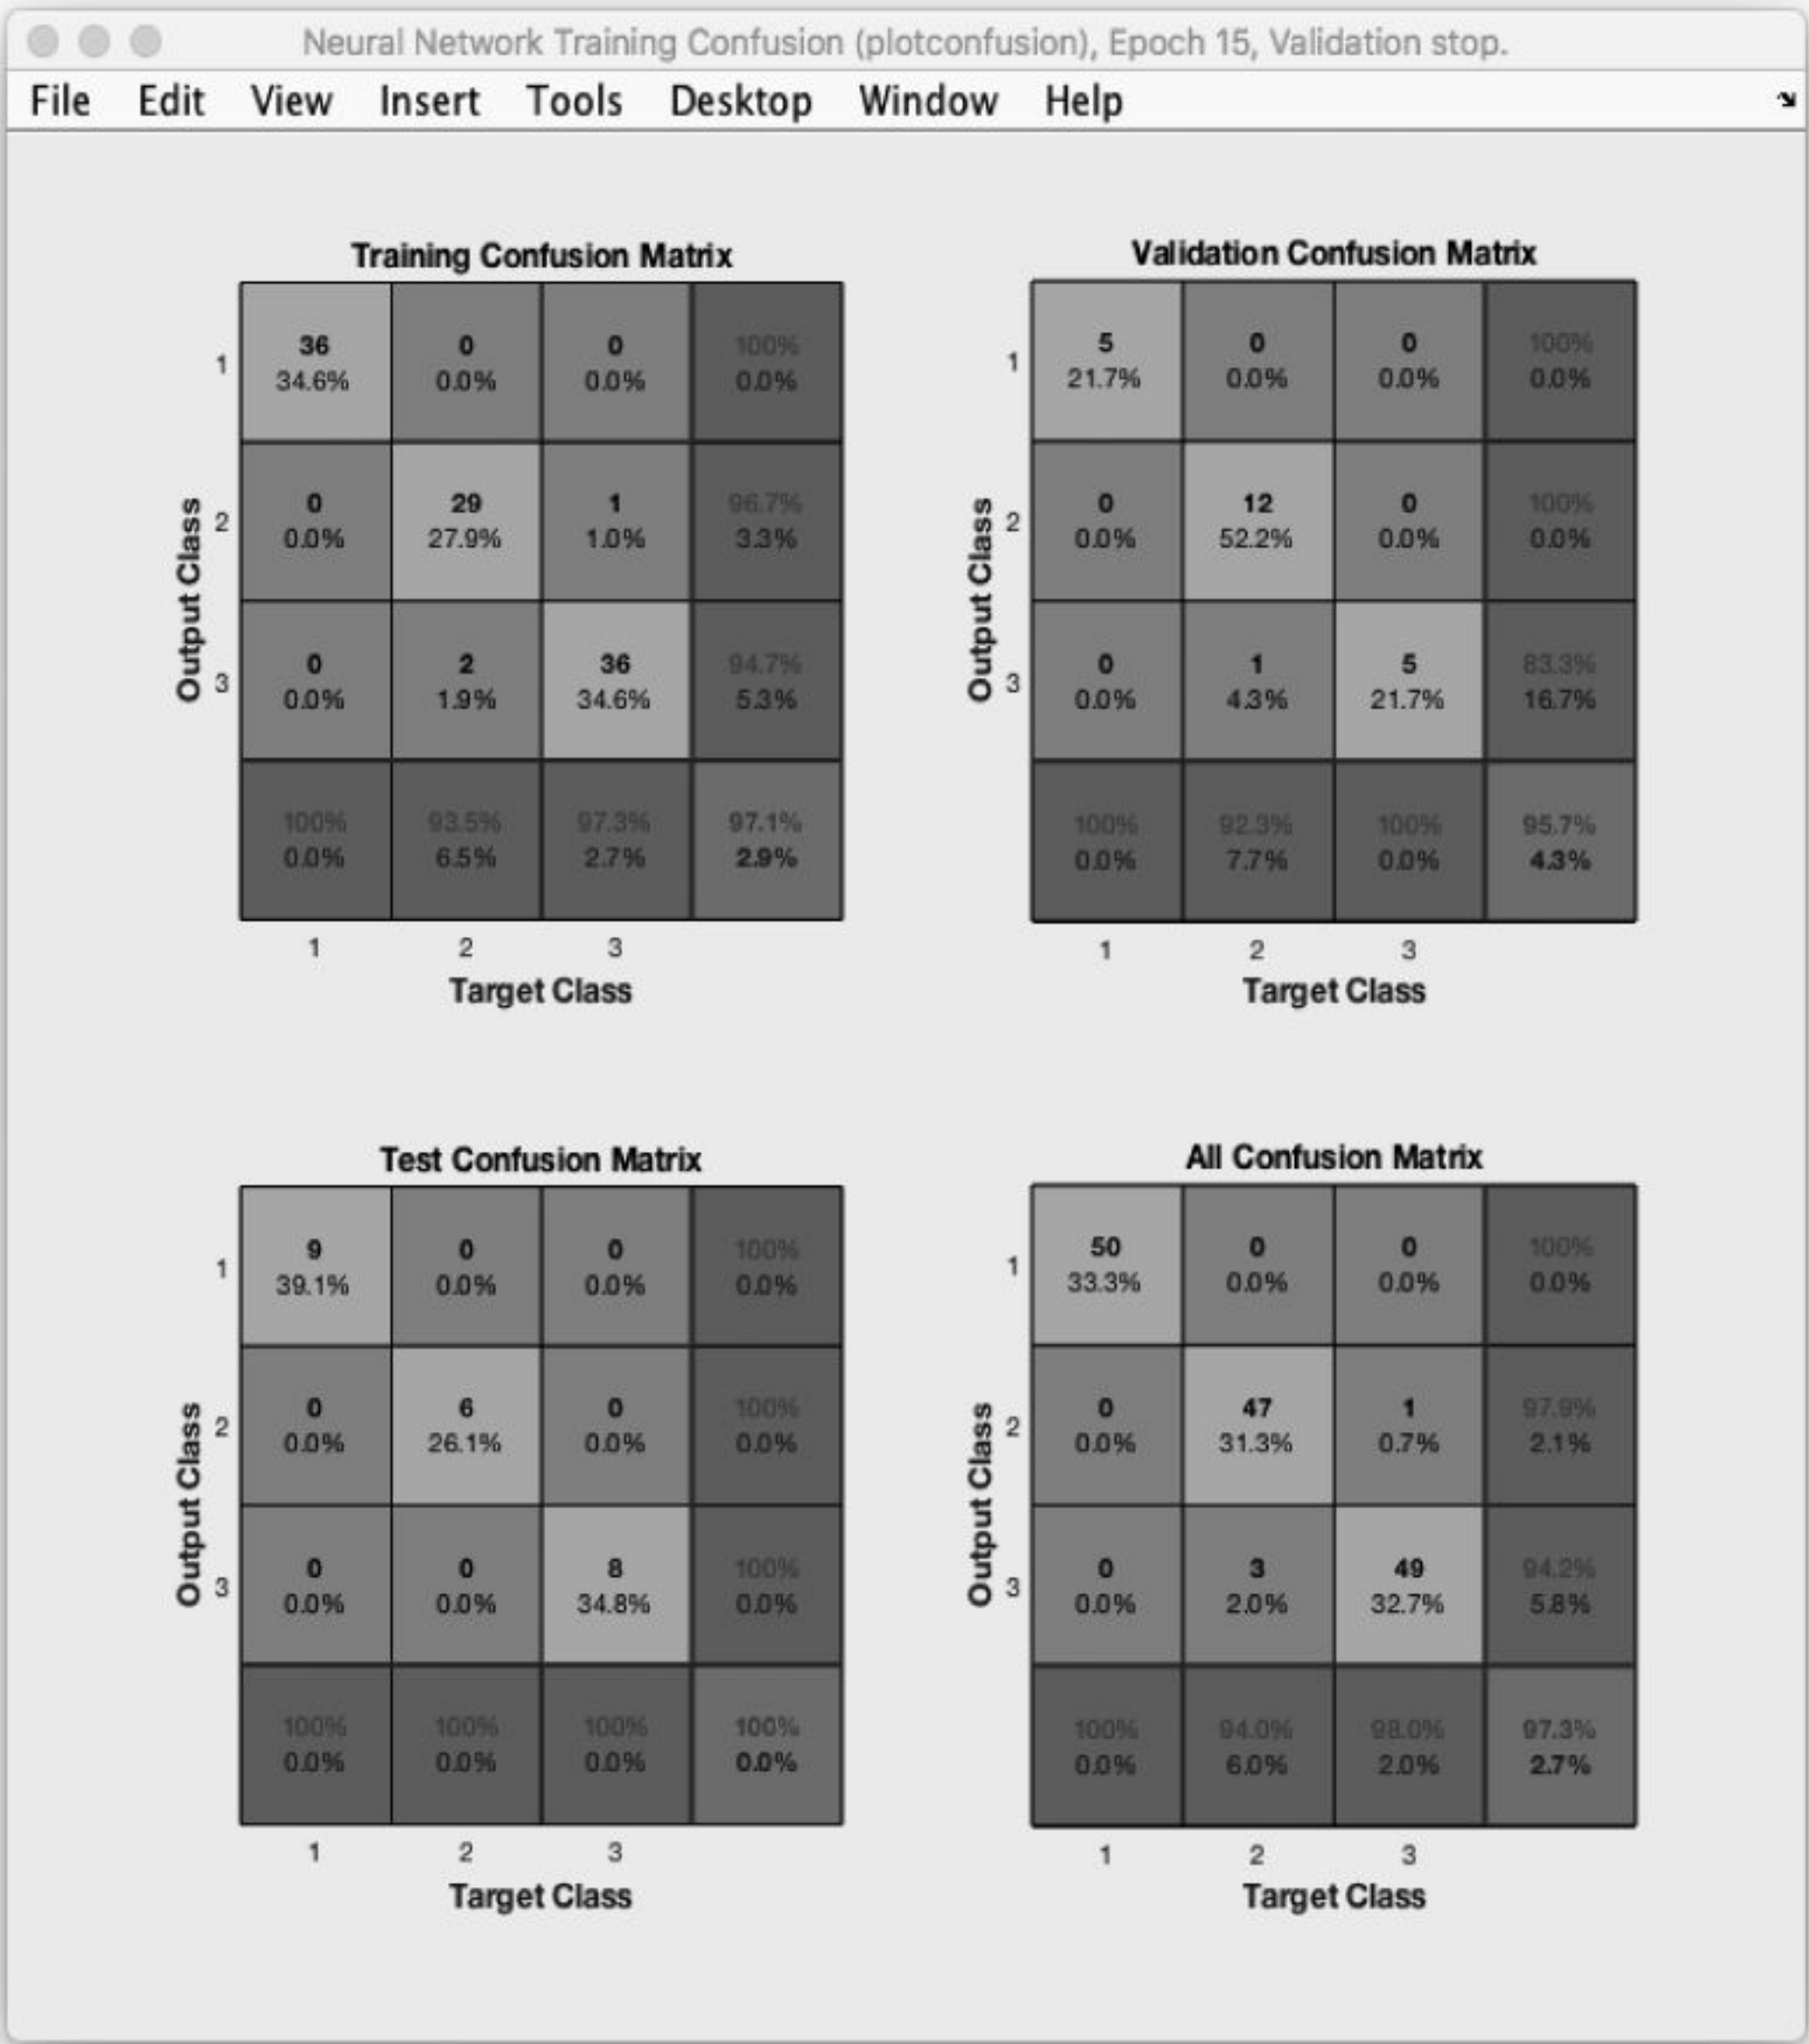 Neural Network Training Confusion (plotconfusion), Epoch 15, Validation stop.
File Edit View Insert Tools Desktop Window Help
Training Confusion Matrix
36 0 0 100%
1
34.6% 0.0% 0.0% 0.0%
0 29 1 96.7%
2
0.0% 27.9% 1.0% 3.3%
0 2 36 94.7%
3
0.0% 1.9% 34.6% 5.3%
100% 93.5% 97.3% 97.1%
0.0% 6.5% 2.7% 2.9%
Output Class
1 2 3
Target Class
Validation Confusion Matrix
5 0 0 100%
1
21.7% 0.0% 0.0% 0.0%
0 12 0 100%
2
0.0% 52.2% 0.0% 0.0%
0 1 5 83.3%
3
0.0% 4.3% 21.7% 16.7%
100% 92.3% 100% 95.7%
0.0% 7.7% 0.0% 4.3%
Output Class
1 2 3
Target Class
Test Confusion Matrix
9 0 0 100%
1
39.1% 0.0% 0.0% 0.0%
0 6 0 100%
2
0.0% 26.1% 0.0% 0.0%
0 0 8 100%
3
0.0% 0.0% 34.8% 0.0%
100% 100% 100% 100%
0.0% 0.0% 0.0% 0.0%
Output Class
1 2 3
Target Class
All Confusion Matrix
50 0 0 100%
1
33.3% 0.0% 0.0% 0.0%
0 47 1 97.9%
2
0.0% 31.3% 0.7% 2.1%
0 3 49 94.2%
3
0.0% 2.0% 32.7% 5.8%
100% 94.0% 98.0% 97.3%
0.0% 6.0% 2.0% 2.7%
Output Class
1 2 3
Target Class